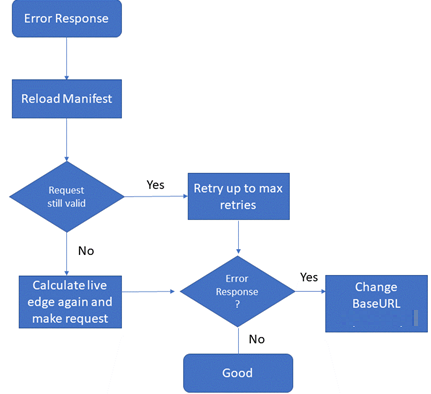 Error Response
Reload Manifest
Request
still valid
Yes
Retry up to max
retries
No
Calculate live
edge again and
make request
Error
Response
?
Yes
Change
BaseURL
No
Good